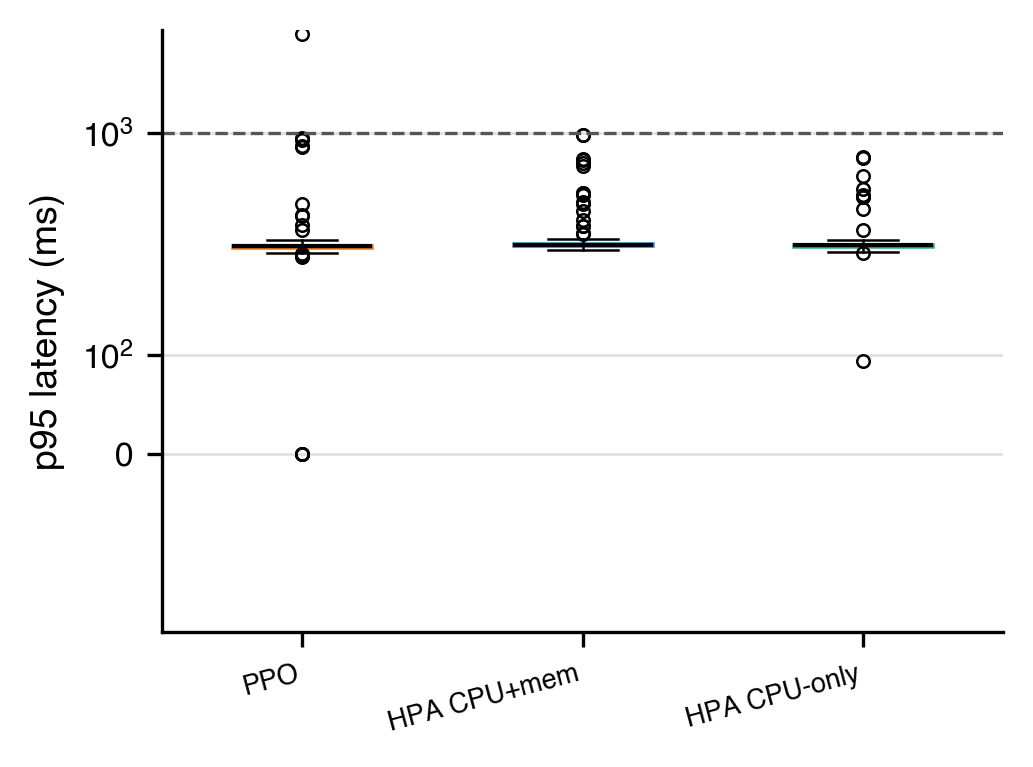 p95 latency (ms)
10³
10²
0
PPO
HPA CPU+mem
HPA CPU-only